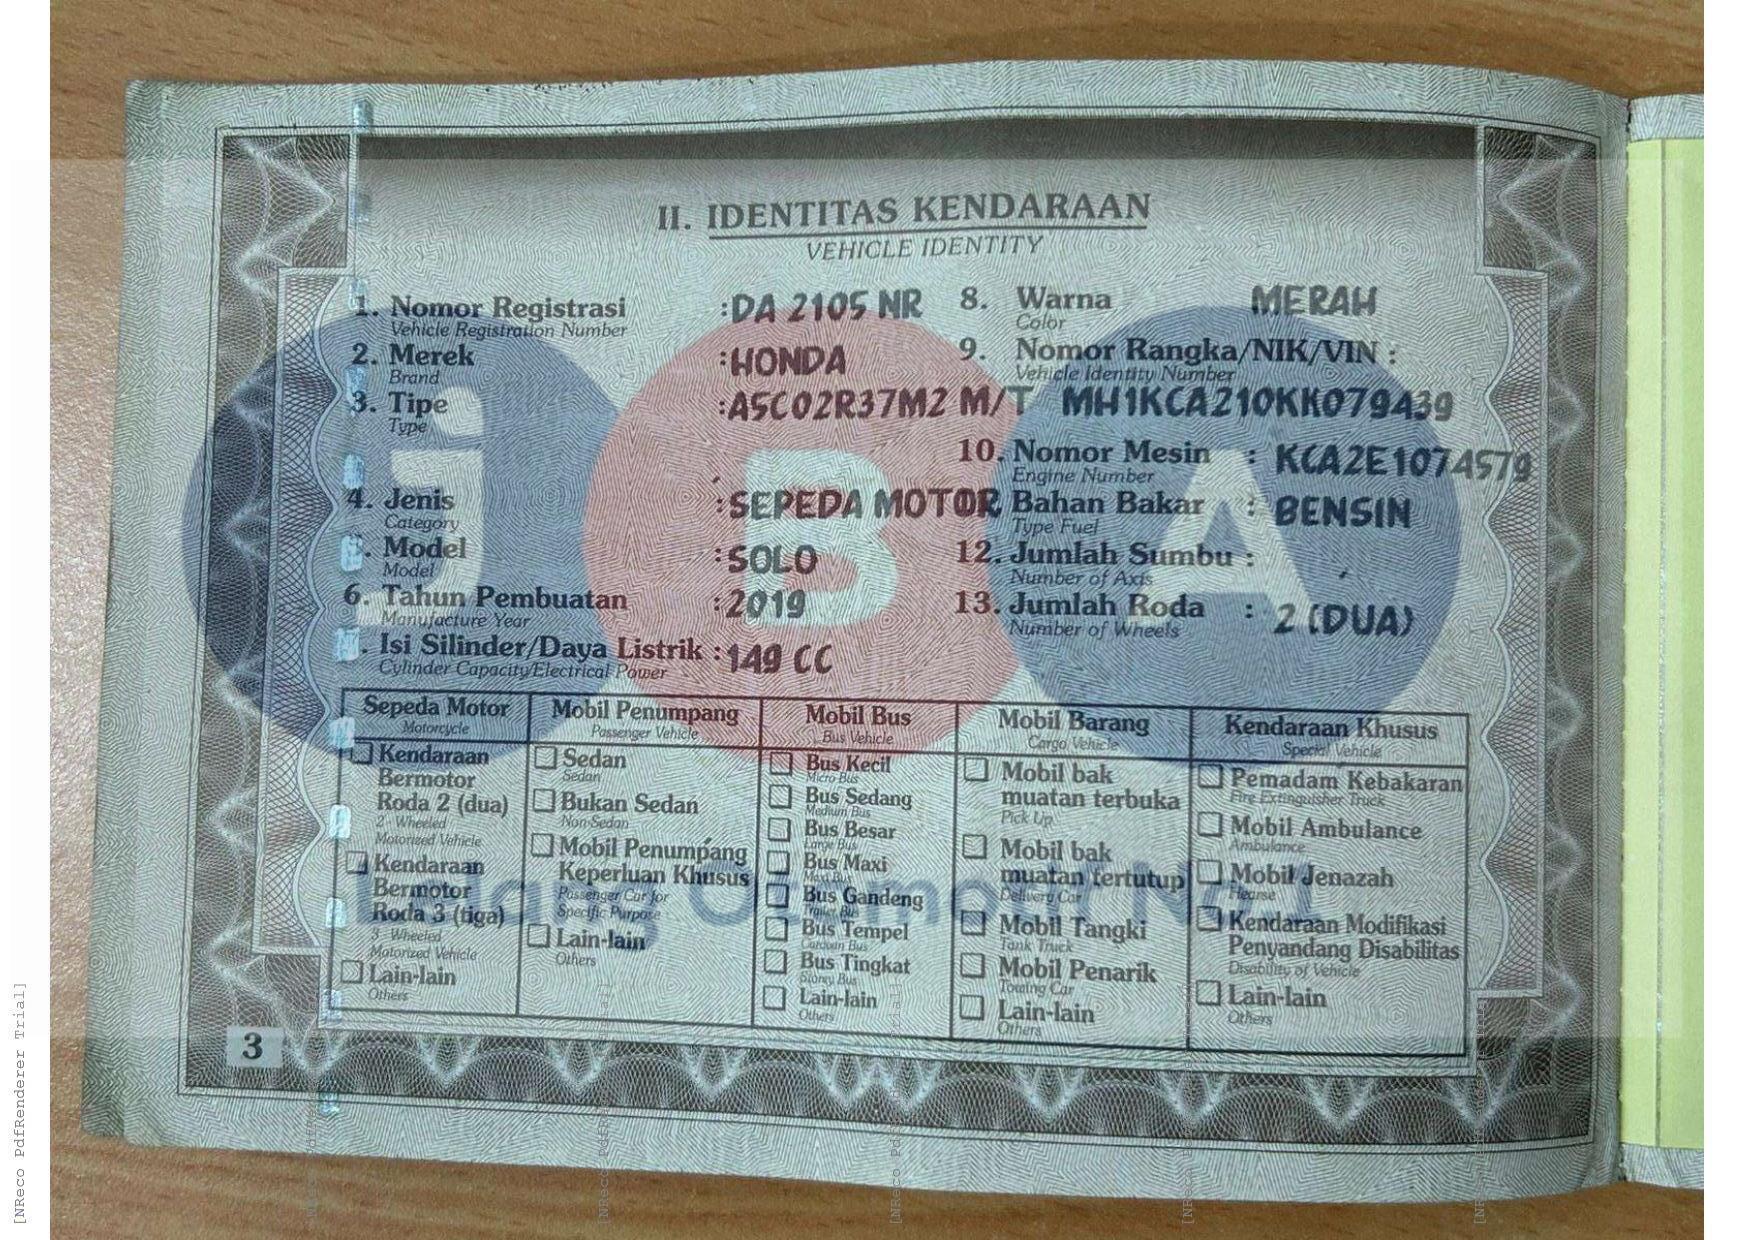 II. IDENTITAS KENDARAAN
VEHICLE IDENTITY
1. Nomor Registrasi :DA 2105 NR
Vehicle Registration Number
2. Merek :HONDA
Brand
3. Tipe :A5C02R37M2 M/T
Type
4. Jenis :SEPEDA MOTOR
Category
. Model :SOLO
Model
6. Tahun Pembuatan :2019
Manufacture Year
. Isi Silinder/Daya Listrik :149 CC
Cylinder Capacity/Electrical Power
8. Warna MERAH
Color
9. Nomor Rangka/NIK/VIN :
Vehicle Identity Number
MH1KCA210KK079439
10. Nomor Mesin : KCA2E1074579
Engine Number
Bahan Bakar : BENSIN
Type Fuel
12. Jumlah Sumbu :
Number of Axis
13. Jumlah Roda : 2 (DUA)
Number of Wheels
Sepeda Motor
Motorcycle
Kendaraan
Bermotor
Roda 2 (dua)
2 - Wheeled
Motorized Vehicle
Kendaraan
Bermotor
Roda 3 (tiga)
3 - Wheeled
Motorized Vehicle
Lain-lain
Others
Mobil Penumpang
Passenger Vehicle
Sedan
Sedan
Bukan Sedan
Non-Sedan
Mobil Penumpang
Keperluan Khusus
Passenger Car for
Specific Purpose
Lain-lain
Others
Mobil Bus
Bus Vehicle
Bus Kecil
Micro Bus
Bus Sedang
Medium Bus
Bus Besar
Large Bus
Bus Maxi
Maxi Bus
Bus Gandeng
Trailer Bus
Bus Tempel
Bus Tingkat
Storey Bus
Lain-lain
Others
Mobil Barang
Cargo Vehicle
Mobil bak
muatan terbuka
Pick Up
Mobil bak
muatan tertutup
Delivery Car
Mobil Tangki
Tank Truck
Mobil Penarik
Towing Car
Lain-lain
Others
Kendaraan Khusus
Special Vehicle
Pemadam Kebakaran
Fire Extinguisher Truck
Mobil Ambulance
Ambulance
Mobil Jenazah
Hearse
Kendaraan Modifikasi
Penyandang Disabilitas
Disability of Vehicle
Lain-lain
Others
3
iBA
[NReco PdfRenderer Trial]